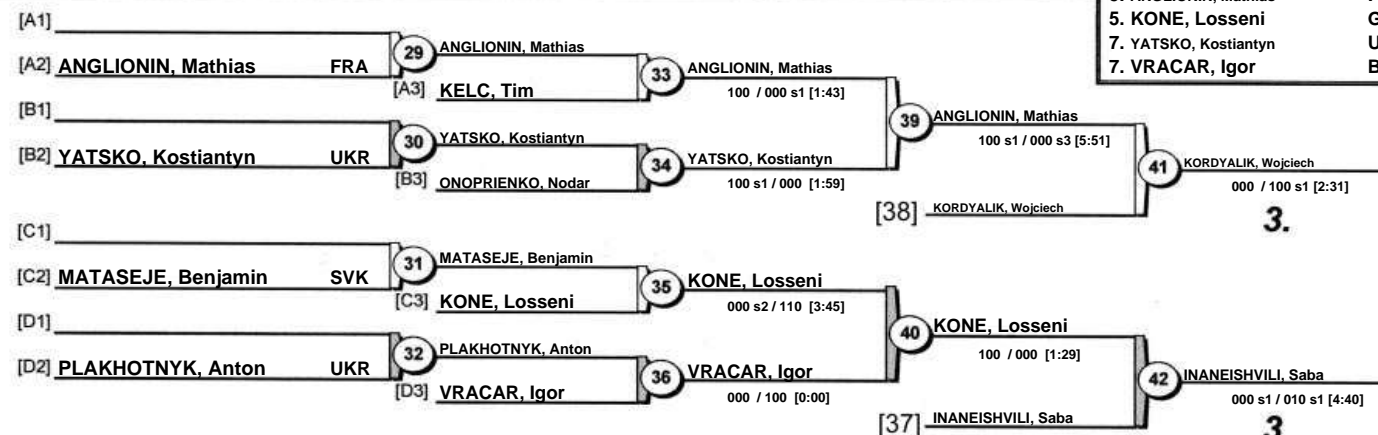 5. KONE, Losseni G
7. YATSKO, Kostiantyn U
7. VRACAR, Igor B
[A1]
[A2] ANGLIONIN, Mathias FRA
29 ANGLIONIN, Mathias
[A3] KELC, Tim
33 ANGLIONIN, Mathias
100 / 000 s1 [1:43]
[B1]
[B2] YATSKO, Kostiantyn UKR
30 YATSKO, Kostiantyn
[B3] ONOPRIENKO, Nodar
34 YATSKO, Kostiantyn
100 s1 / 000 [1:59]
39 ANGLIONIN, Mathias
100 s1 / 000 s3 [5:51]
[38] KORDYALIK, Wojciech
41 KORDYALIK, Wojciech
000 / 100 s1 [2:31]
3.
[C1]
[C2] MATASEJE, Benjamin SVK
31 MATASEJE, Benjamin
[C3] KONE, Losseni
35 KONE, Losseni
000 s2 / 110 [3:45]
[D1]
[D2] PLAKHOTNYK, Anton UKR
32 PLAKHOTNYK, Anton
[D3] VRACAR, Igor
36 VRACAR, Igor
000 / 100 [0:00]
40 KONE, Losseni
100 / 000 [1:29]
[37] INANEISHVILI, Saba
42 INANEISHVILI, Saba
000 s1 / 010 s1 [4:40]
3